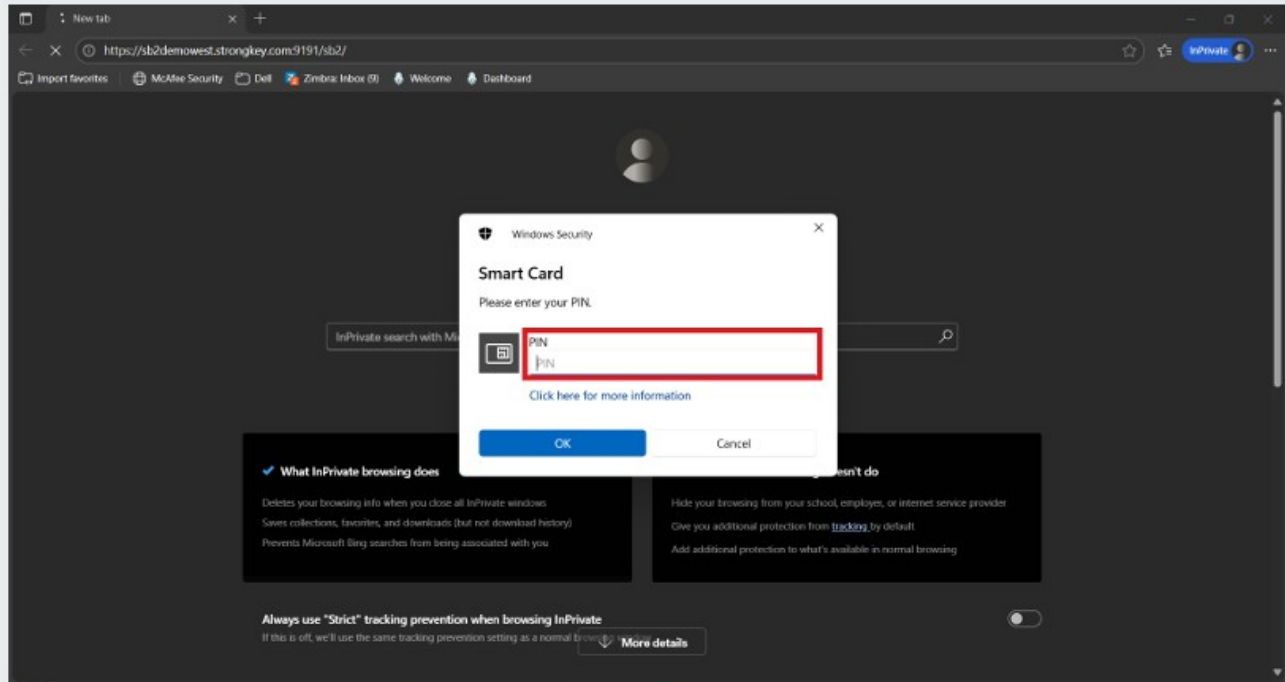 New tab
https://sb2demowest.strongkey.com:9191/sb2/
InPrivate
Import favorites McAfee Security Dell Zimbra: Inbox (9) Welcome Dashboard
Windows Security
Smart Card
Please enter your PIN.
InPrivate search with
PIN
PIN
Click here for more information
OK Cancel
What InPrivate browsing does
Deletes your browsing info when you close all InPrivate windows
Saves collections, favorites, and downloads (but not download history)
Prevents Microsoft Bing searches from being associated with you
do
Hide your browsing from your school, employer, or internet service provider
Give you additional protection from tracking by default
Add additional protection to what's available in normal browsing
Always use "Strict" tracking prevention when browsing InPrivate
If this is off, we'll use the same tracking prevention setting as a normal
More details